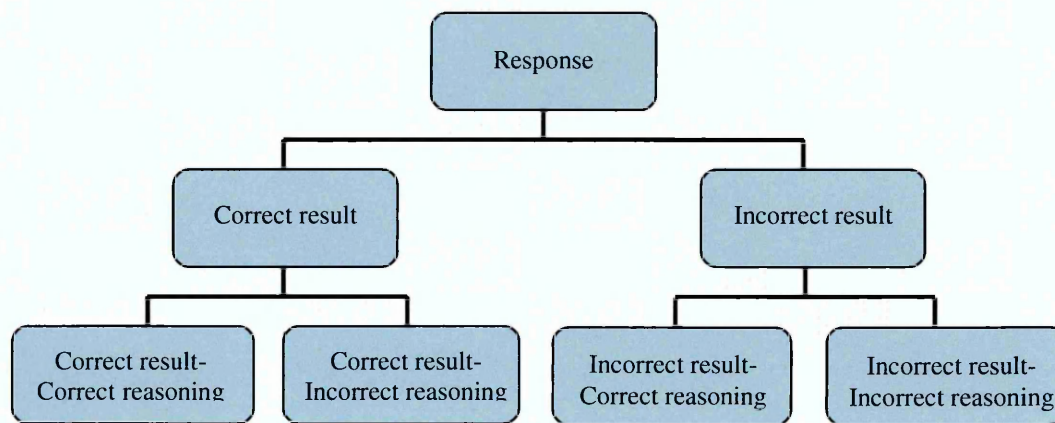 Response
Correct result
Incorrect result
Correct result-
Correct reasoning
Correct result-
Incorrect reasoning
Incorrect result-
Correct reasoning
Incorrect result-
Incorrect reasoning